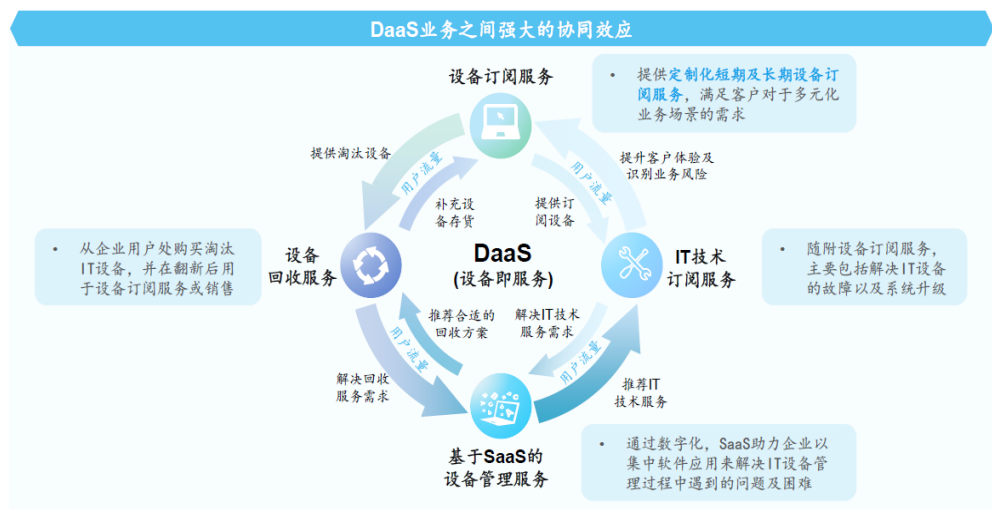 DaaS业务之间强大的协同效应
设备订阅服务
• 提供定制化短期及长期设备订
阅服务，满足客户对于多元化
业务场景的需求
提供淘汰设备
用户流量
补充设
备存货
提供订
阅设备
用户流量
提升客户体验及
识别业务风险
• 从企业用户处购买淘汰
IT设备，并在翻新后用
于设备订阅服务或销售
设备
回收服务
DaaS
(设备即服务)
IT技术
订阅服务
• 随附设备订阅服务，
主要包括解决IT设备
的故障以及系统升级
推荐合适的
回收方案
解决IT技术
服务需求
用户流量
用户流量
解决回收
服务需求
推荐IT
技术服务
基于SaaS的
设备管理服务
• 通过数字化，SaaS助力企业以
集中软件应用来解决IT设备管
理过程中遇到的问题及困难